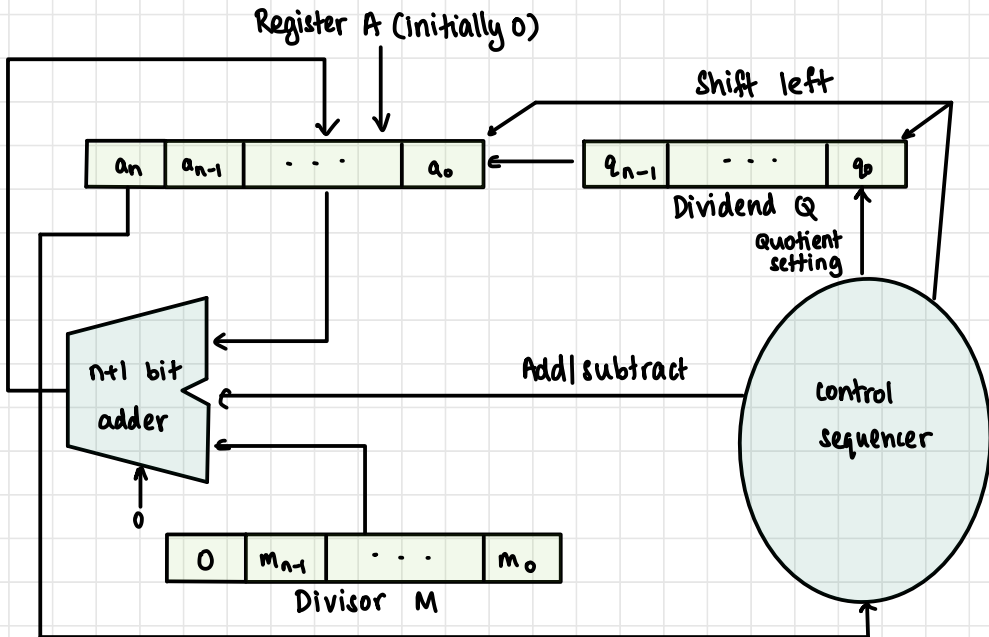 Register A (initially 0)
Shift left
an an-1 . . . a0
qn-1 . . . q0
Dividend Q
Quotient
setting
n+1 bit
adder
Add/subtract
control
sequencer
0
0 mn-1 . . . m0
Divisor M